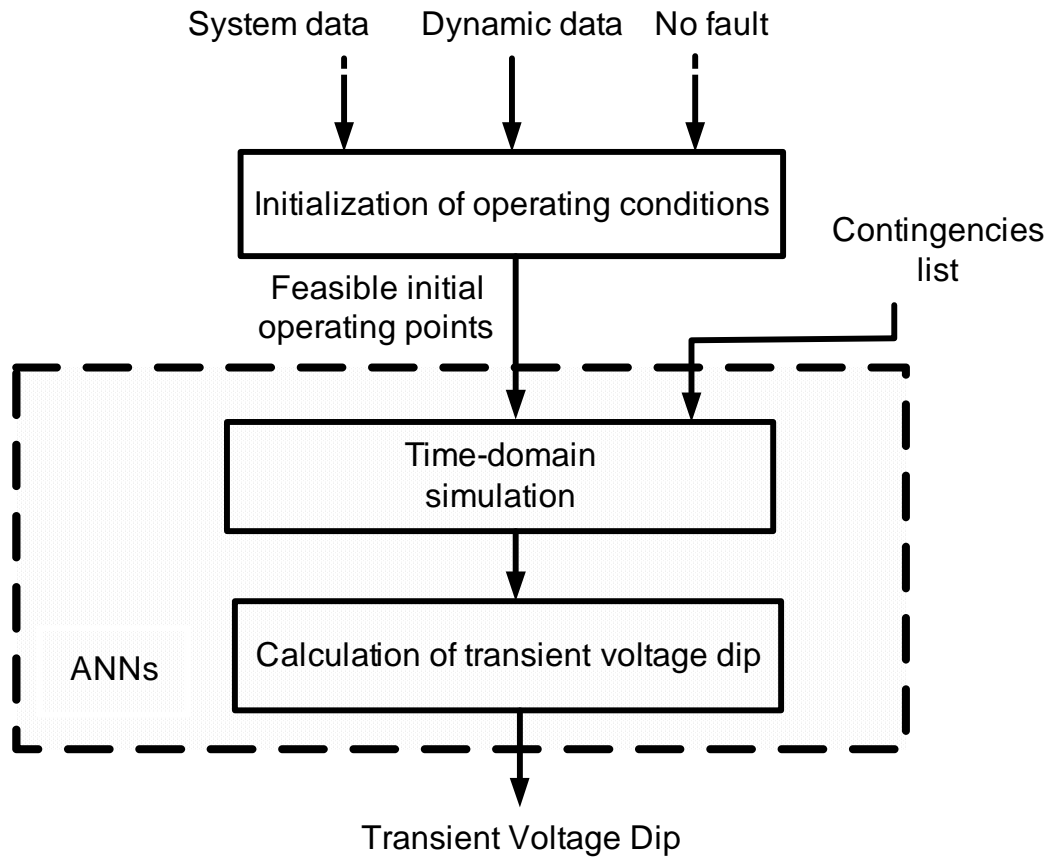 System data
Dynamic data
No fault
Initialization of operating conditions
Contingencies
list
Feasible initial
operating points
Time-domain
simulation
Calculation of transient voltage dip
ANNs
Transient Voltage Dip